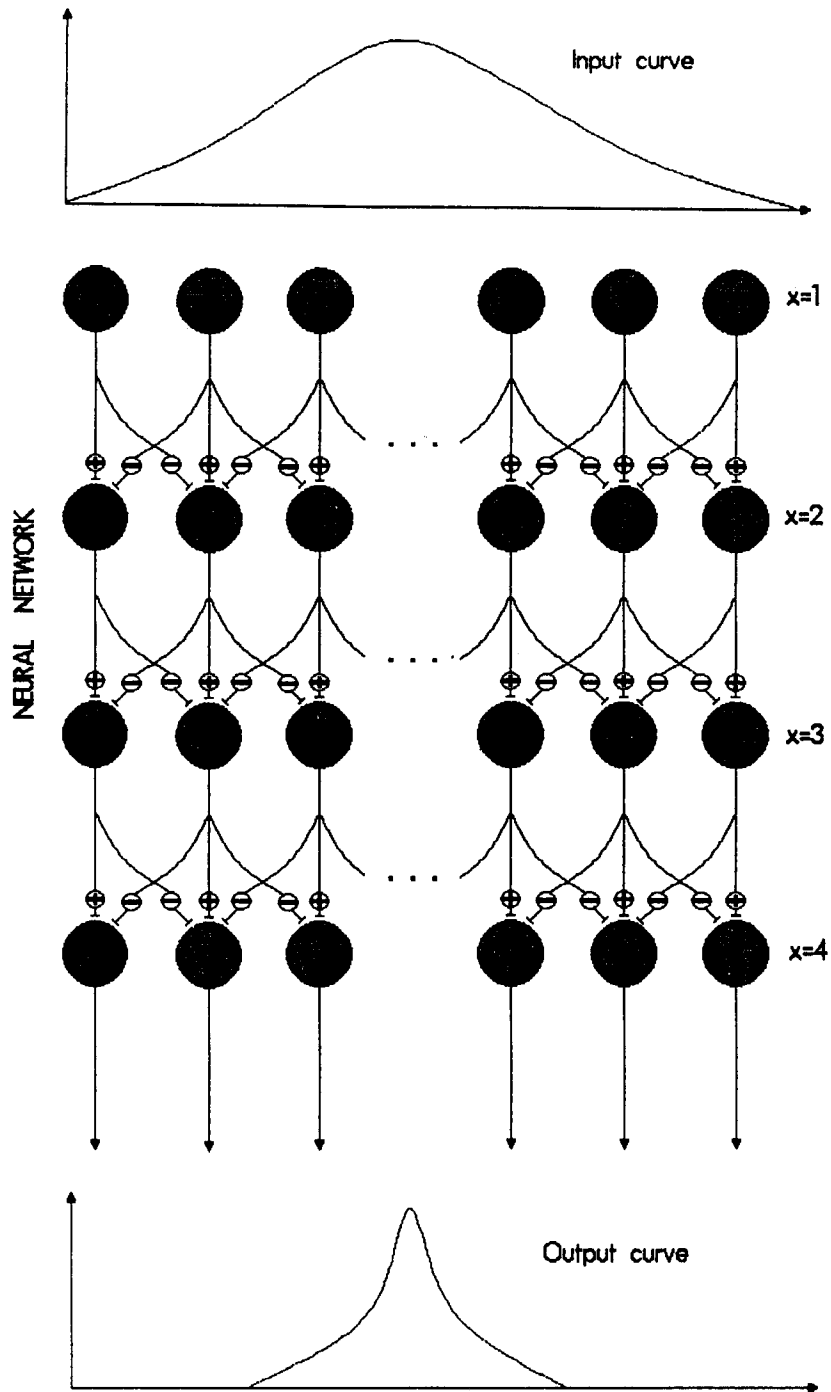 Input curve
x=1
x=2
NEURAL NETWORK
x=3
x=4
Output curve